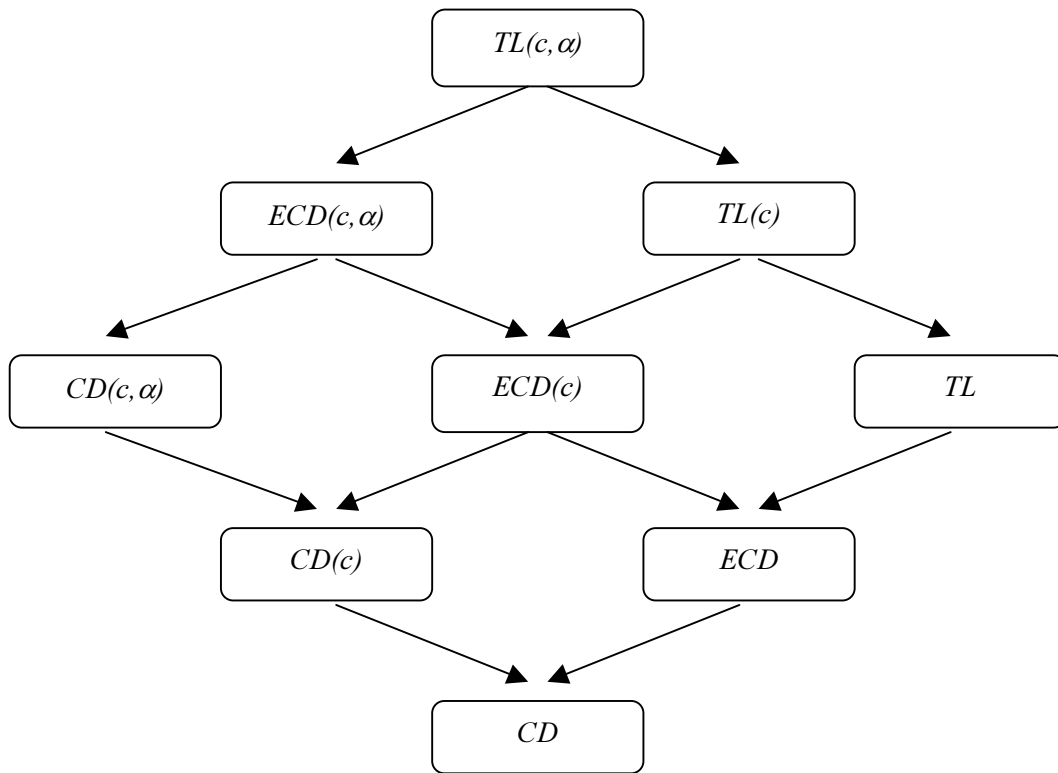 TL(c,α)
ECD(c,α)
TL(c)
CD(c,α)
ECD(c)
TL
CD(c)
ECD
CD